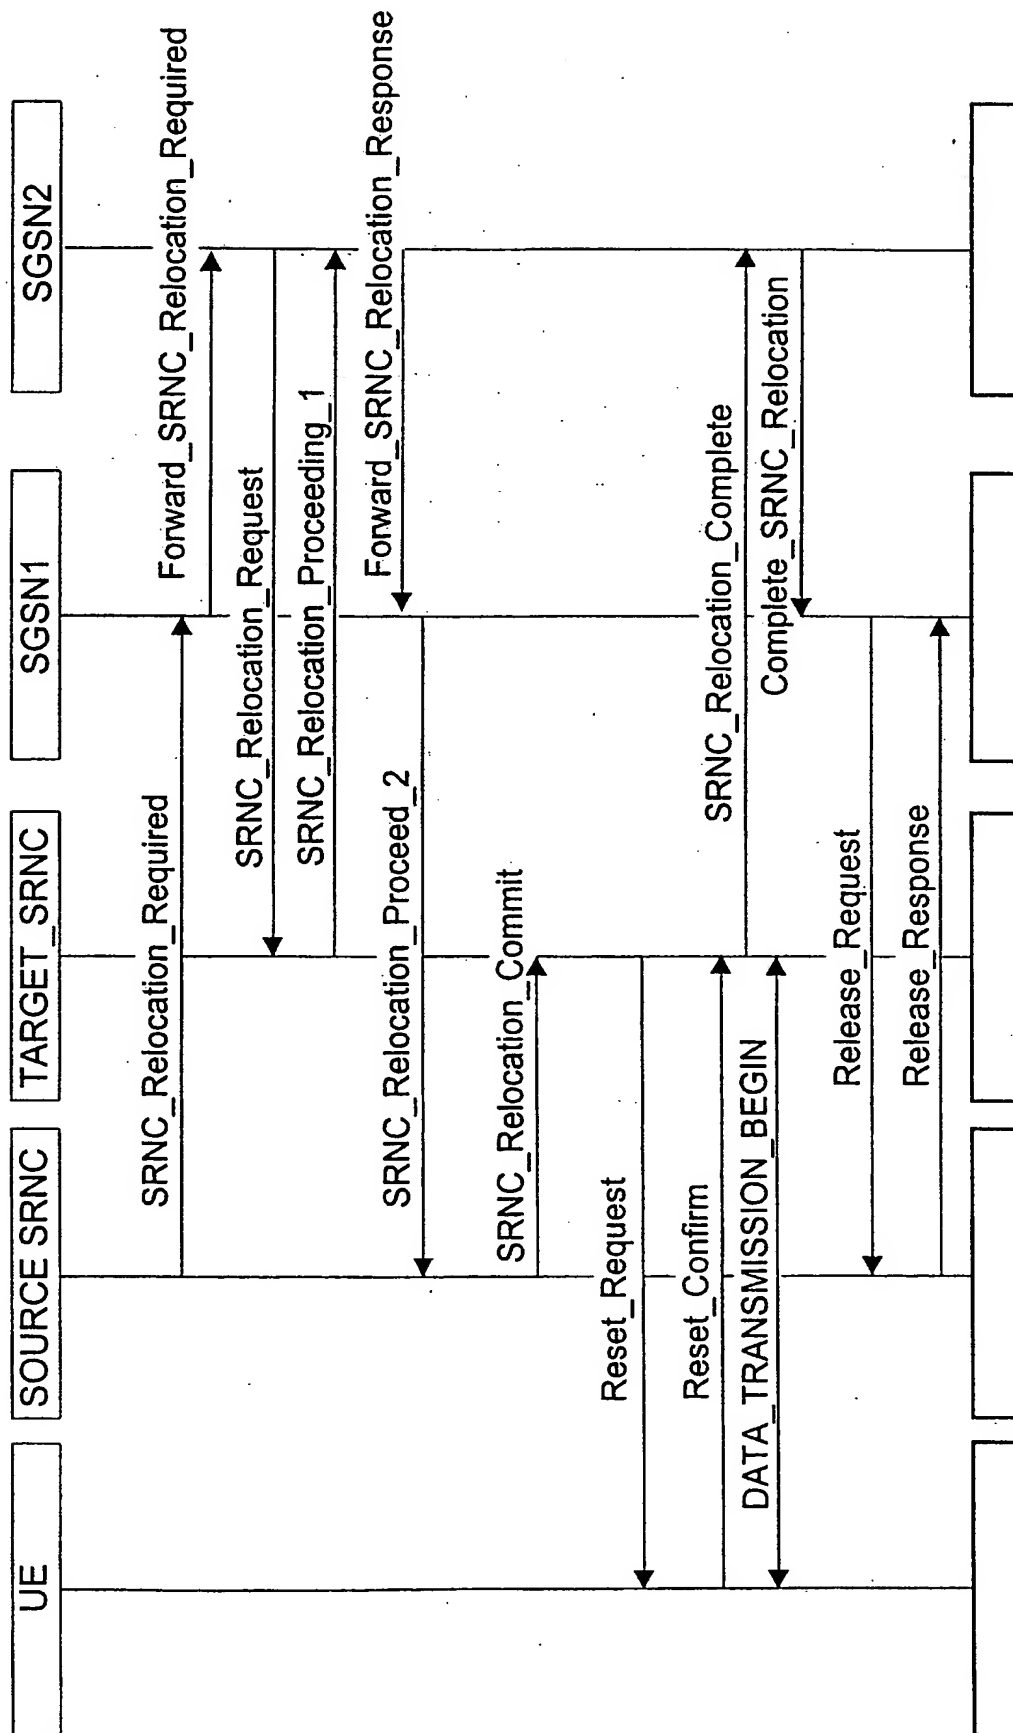 UE
SOURCE SRNC
TARGET_SRNC
SGSN1
SGSN2
SRNC_Relocation_Required
Forward_SRNC_Relocation_Required
SRNC_Relocation_Request
SRNC_Relocation_Proceeding_1
Forward_SRNC_Relocation_Response
SRNC_Relocation_Proceed_2
SRNC_Relocation_Commit
Reset_Request
Reset_Confirm
SRNC_Relocation_Complete
DATA_TRANSMISSION_BEGIN
Complete_SRNC_Relocation
Release_Request
Release_Response